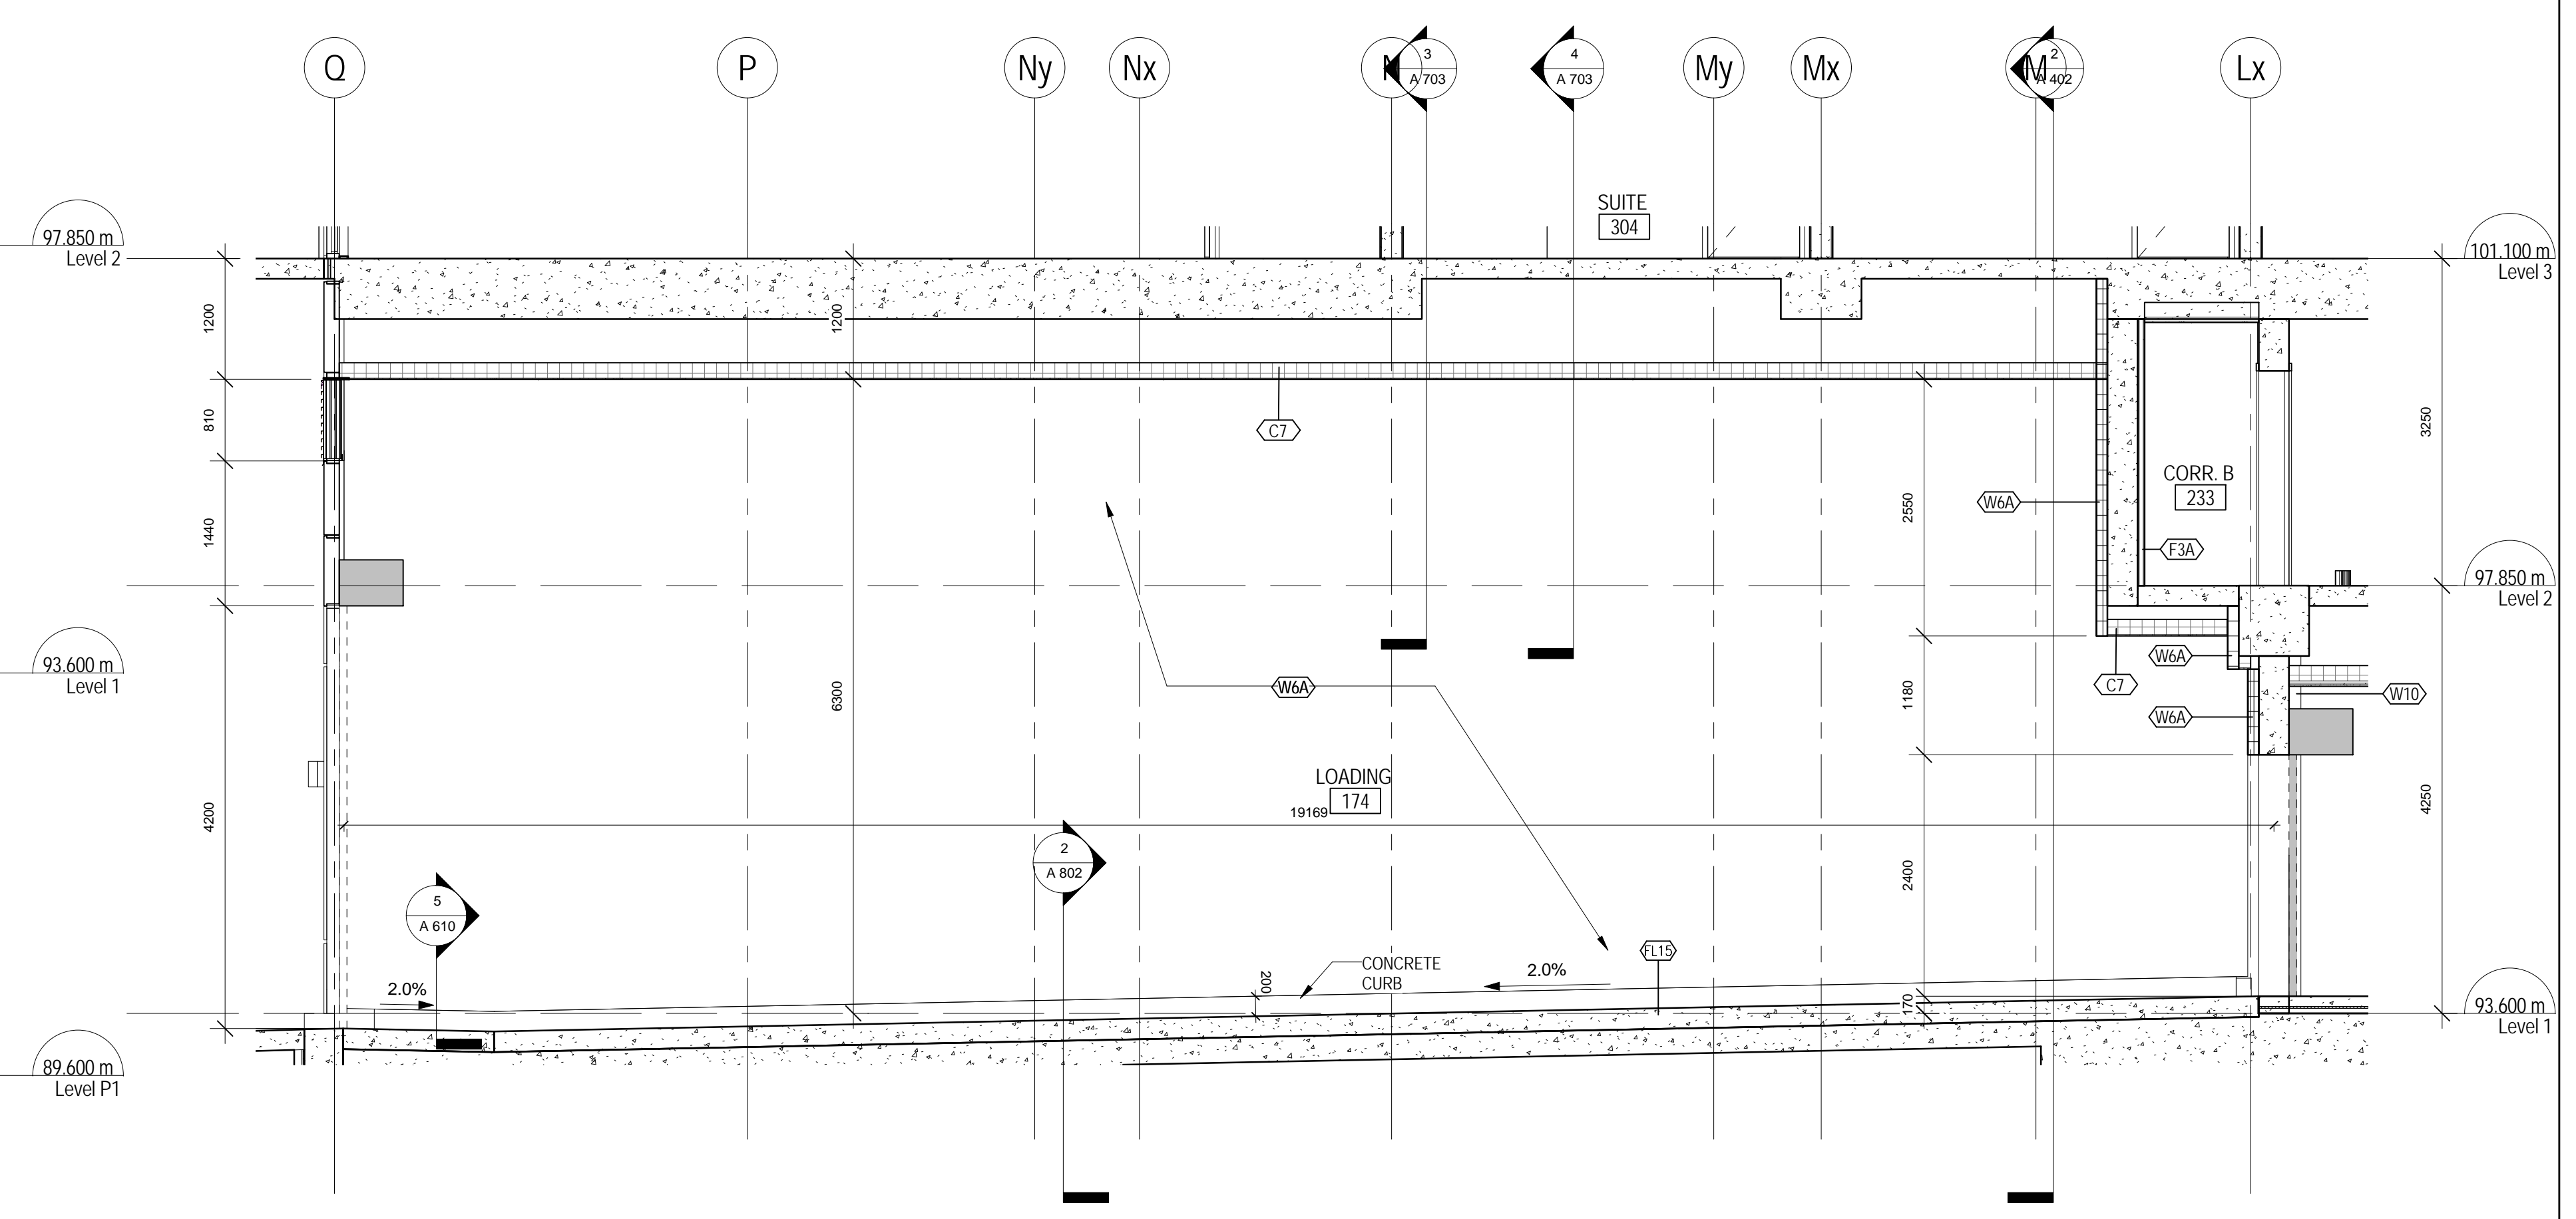 Q
P
Ny
Nx
N
3
A 703
4
A 703
My
Mx
M
2
A 402
Lx
SUITE
304
97.850 m
Level 2
101.100 m
Level 3
1200
1200
810
C7
3250
CORR. B
233
W6A
2550
1440
F3A
97.850 m
Level 2
93.600 m
Level 1
W6A
6300
W6A
C7
W10
1180
W6A
LOADING
174
19169
4200
4250
2
A 802
2400
5
A 610
FL15
CONCRETE
CURB
2.0%
200
2.0%
170
93.600 m
Level 1
89.600 m
Level P1